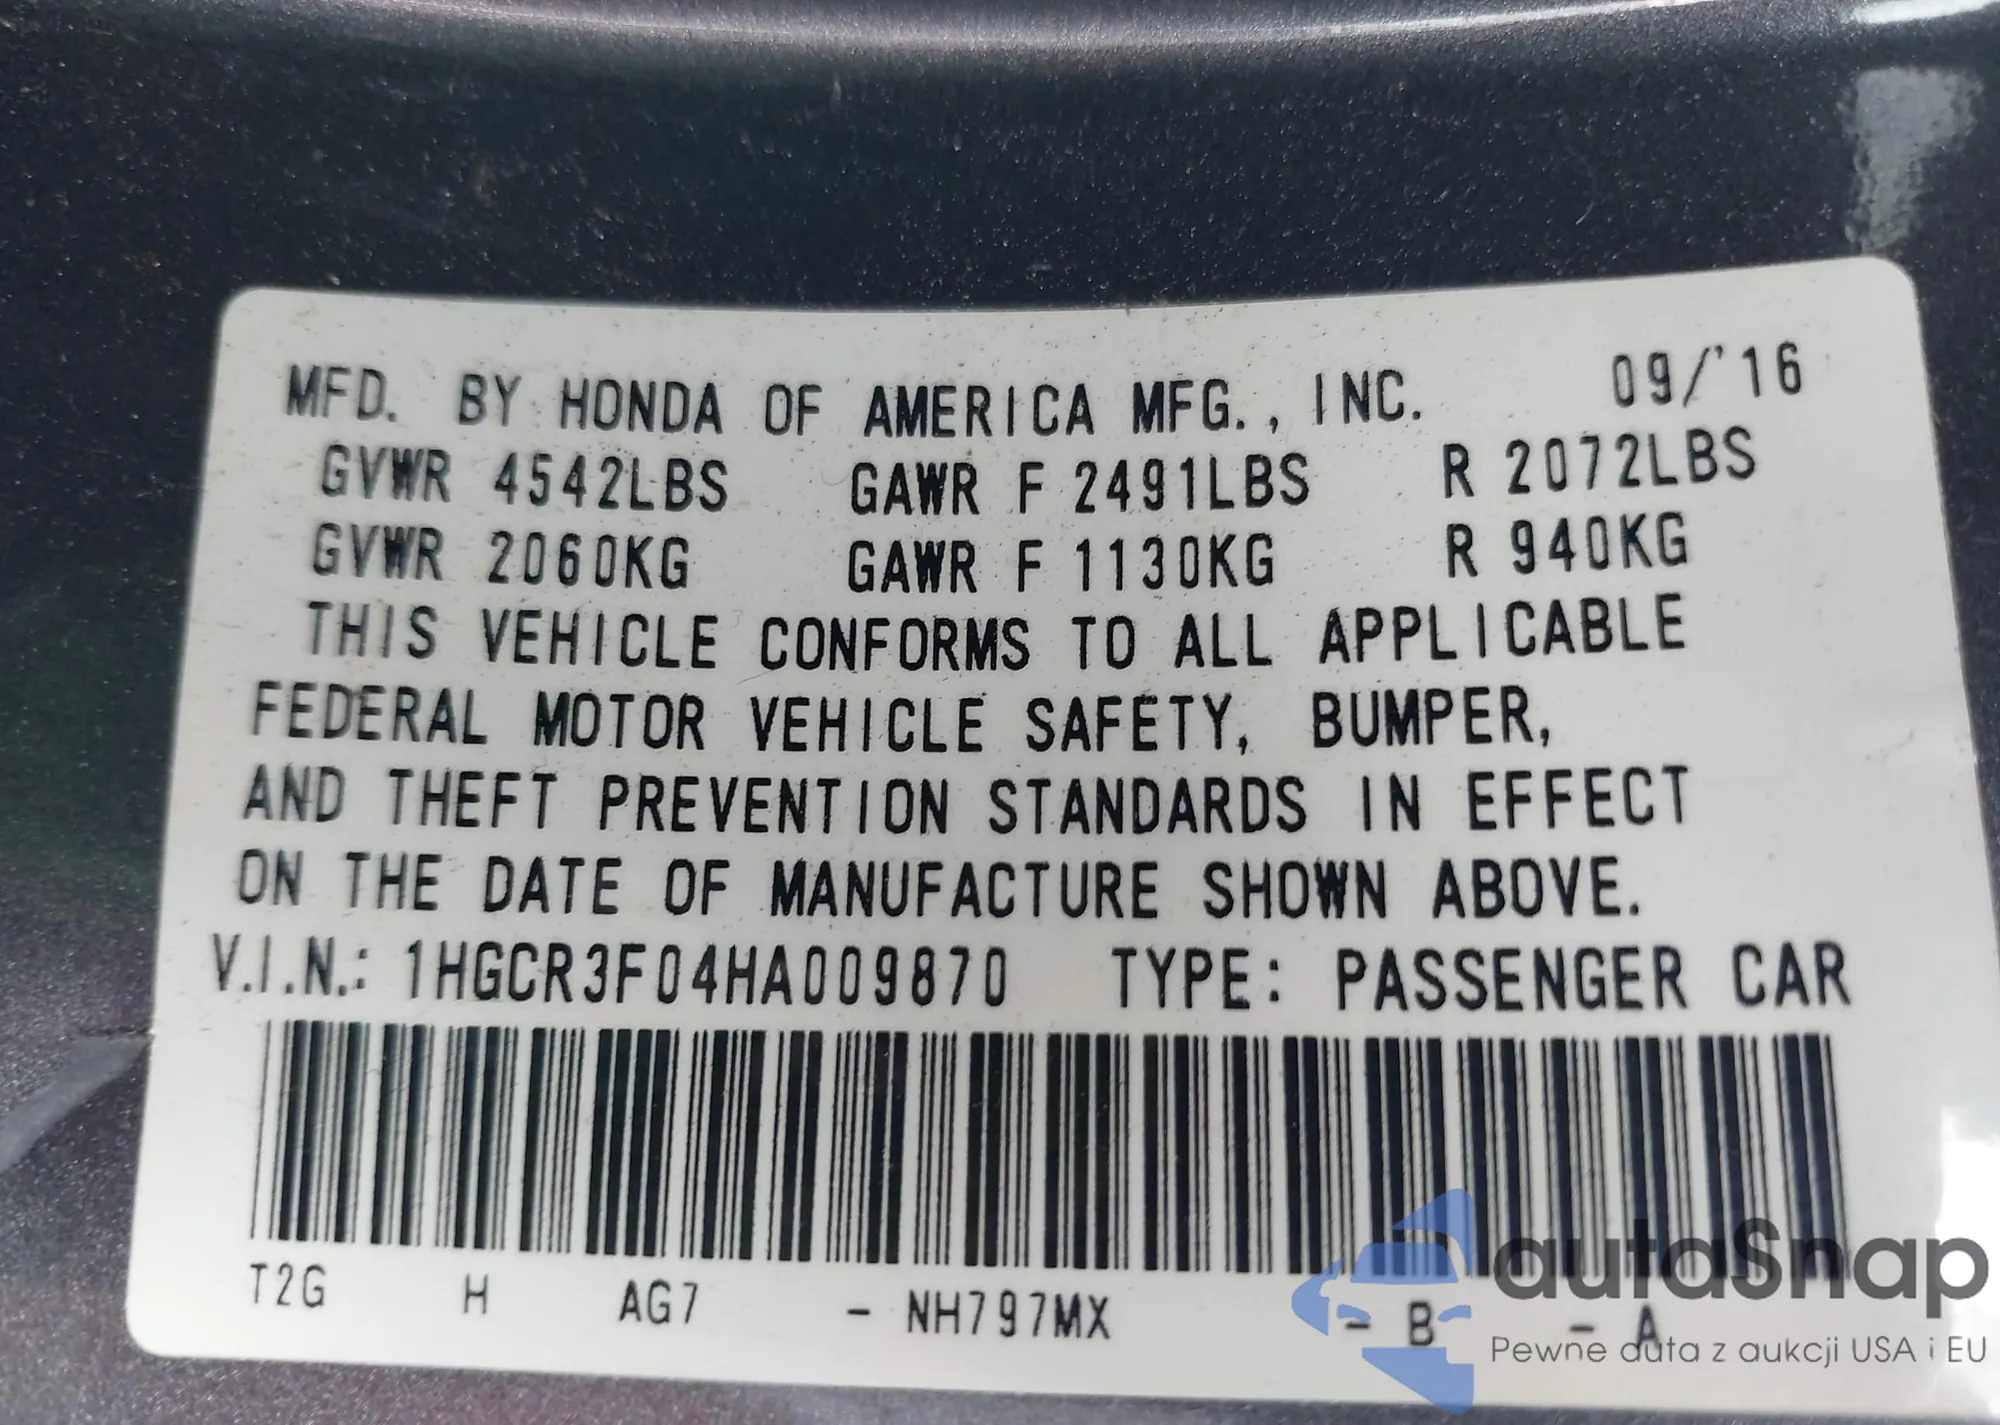 MFD. BY HONDA OF AMERICA MFG., INC. 09/'16
GVWR 4542LBS GAWR F 2491LBS R 2072LBS
GVWR 2060KG GAWR F 1130KG R 940KG
THIS VEHICLE CONFORMS TO ALL APPLICABLE
FEDERAL MOTOR VEHICLE SAFETY, BUMPER,
AND THEFT PREVENTION STANDARDS IN EFFECT
ON THE DATE OF MANUFACTURE SHOWN ABOVE.
V.I.N.: 1HGCR3F04HA009870 TYPE: PASSENGER CAR
T2G H AG7 - NH797MX - B - A
autaSnap
Pewne auta z aukcji USA i EU